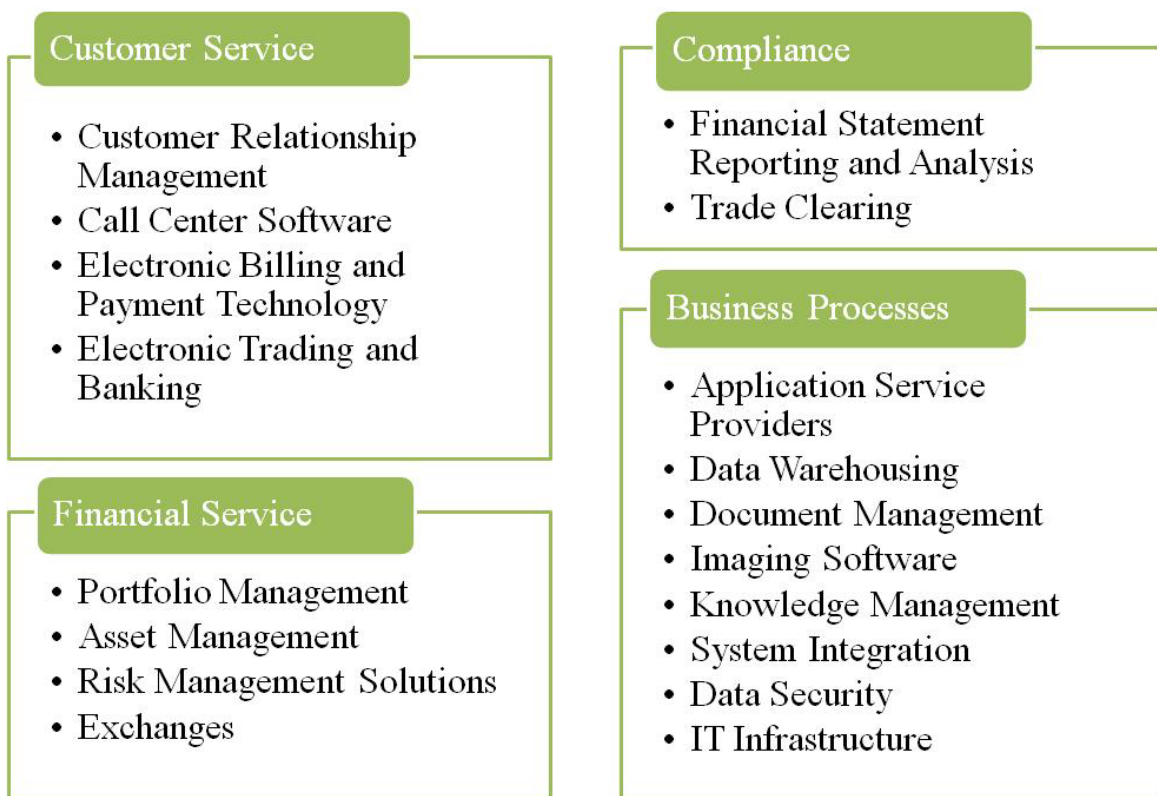 Customer Service
• Customer Relationship
Management
• Call Center Software
• Electronic Billing and
Payment Technology
• Electronic Trading and
Banking
Financial Service
• Portfolio Management
• Asset Management
• Risk Management Solutions
• Exchanges
Compliance
• Financial Statement
Reporting and Analysis
• Trade Clearing
Business Processes
• Application Service
Providers
• Data Warehousing
• Document Management
• Imaging Software
• Knowledge Management
• System Integration
• Data Security
• IT Infrastructure